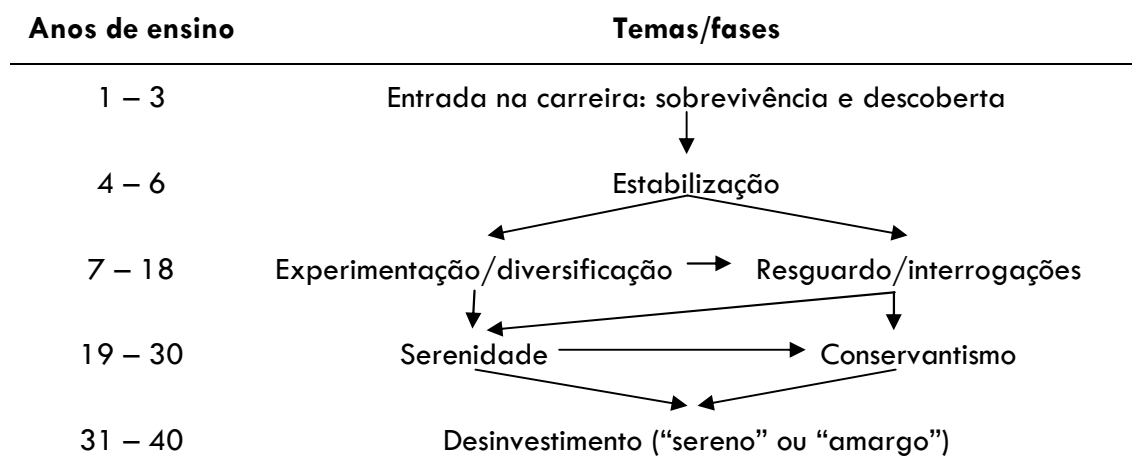 Anos de ensino Temas/fases
1 – 3 Entrada na carreira: sobrevivência e descoberta
4 – 6 Estabilização
7 – 18 Experimentação/diversificação Resguardo/interrogações
19 – 30 Serenidade Conservantismo
31 – 40 Desinvestimento (“sereno” ou “amargo”)